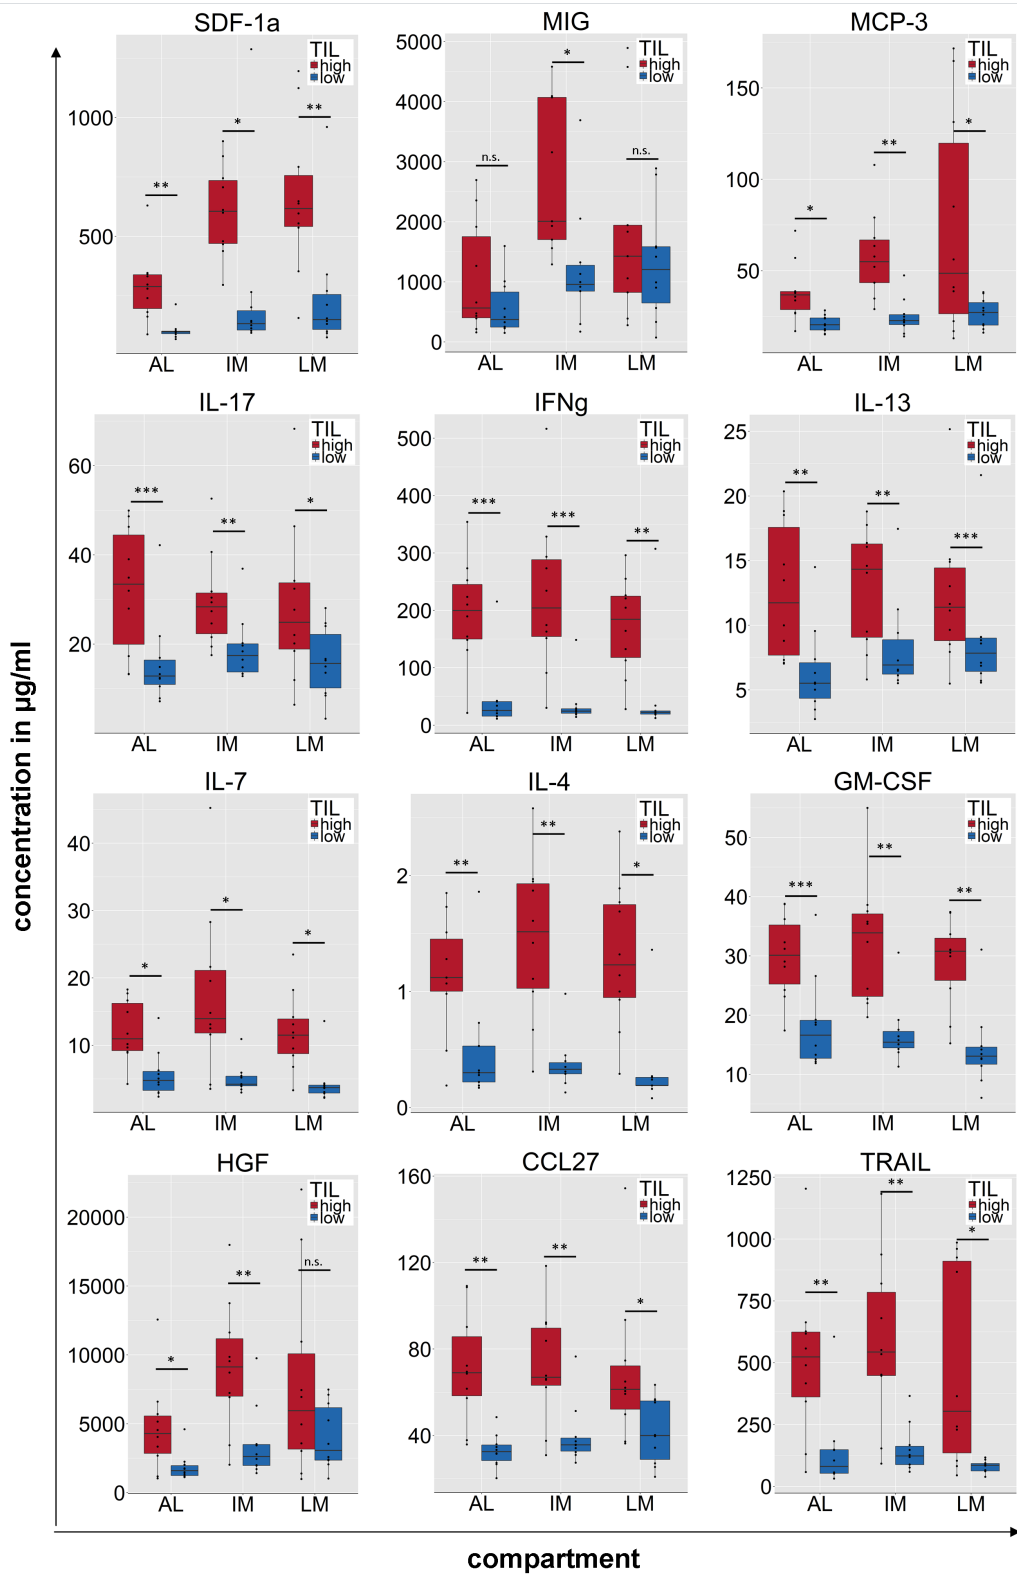 SDF-1a
TIL
high
low
1000
500
**
*
**
AL IM LM
MIG
TIL
high
low
5000
4000
3000
2000
1000
0
n.s.
*
n.s.
AL IM LM
MCP-3
TIL
high
low
150
100
50
*
**
*
AL IM LM
IL-17
TIL
high
low
60
40
20
***
**
*
AL IM LM
IFNg
TIL
high
low
500
400
300
200
100
0
***
***
**
AL IM LM
IL-13
TIL
high
low
25
20
15
10
5
**
**
***
AL IM LM
IL-7
TIL
high
low
40
30
20
10
*
*
*
AL IM LM
IL-4
TIL
high
low
2
1
0
**
**
*
AL IM LM
GM-CSF
TIL
high
low
50
40
30
20
10
***
**
**
AL IM LM
HGF
TIL
high
low
20000
15000
10000
5000
0
*
**
n.s.
AL IM LM
CCL27
TIL
high
low
160
120
80
40
**
**
*
AL IM LM
TRAIL
TIL
high
low
1250
1000
750
500
250
0
**
**
*
AL IM LM
concentration in µg/ml
compartment